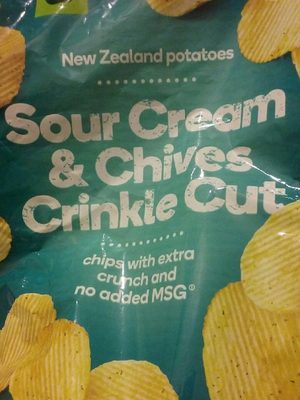 New Zealand potatoes
Sour Cream
& Chives
Crinkle Cut
chips with extra
crunch and
no added MSG®